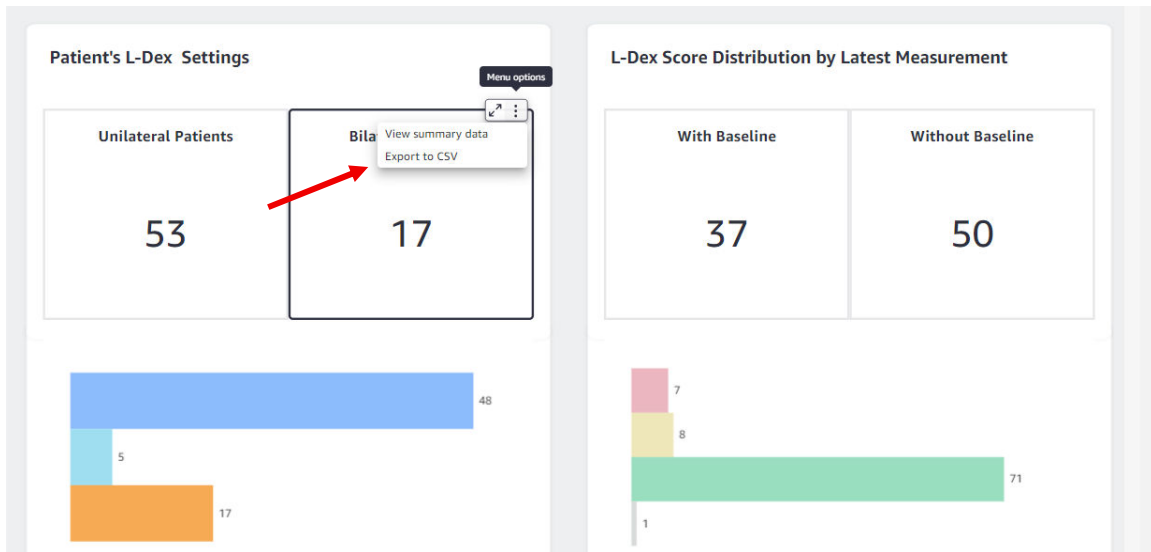 Patient's L-Dex Settings
Menu options
Unilateral Patients
Bila
View summary data
Export to CSV
53
17
48
5
17
L-Dex Score Distribution by Latest Measurement
With Baseline
Without Baseline
37
50
7
8
71
1